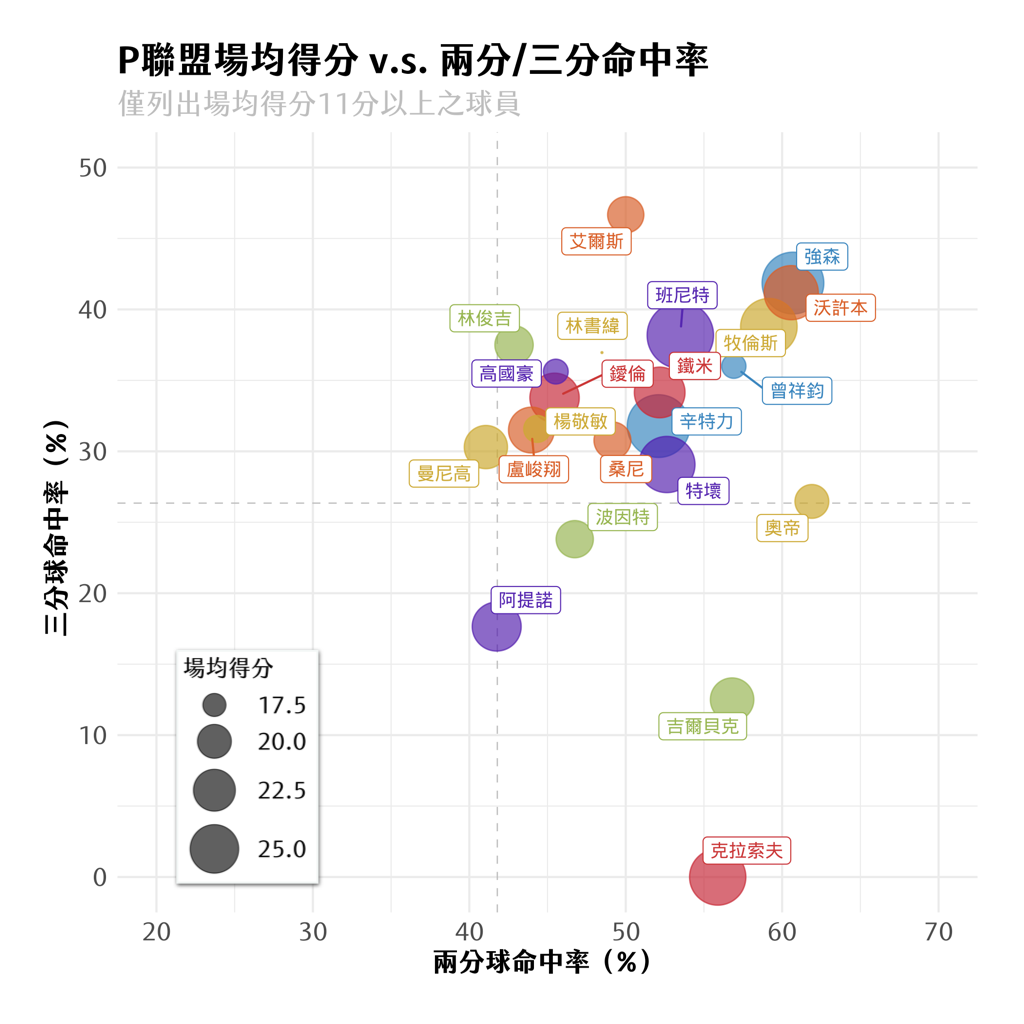 P聯盟場均得分 v.s. 兩分/三分命中率
僅列出場均得分11分以上之球員
50
40
30
20
10
0
三分球命中率（%）
艾爾斯
強森
班尼特
沃許本
林俊吉
林書緯
牧倫斯
高國豪
鑀倫
鐵米
曾祥鈞
楊敬敏
辛特力
曼尼高
盧峻翔
桑尼
特壞
波因特
奧帝
阿提諾
吉爾貝克
克拉索夫
場均得分
17.5
20.0
22.5
25.0
20
30
40
50
60
70
兩分球命中率（%）